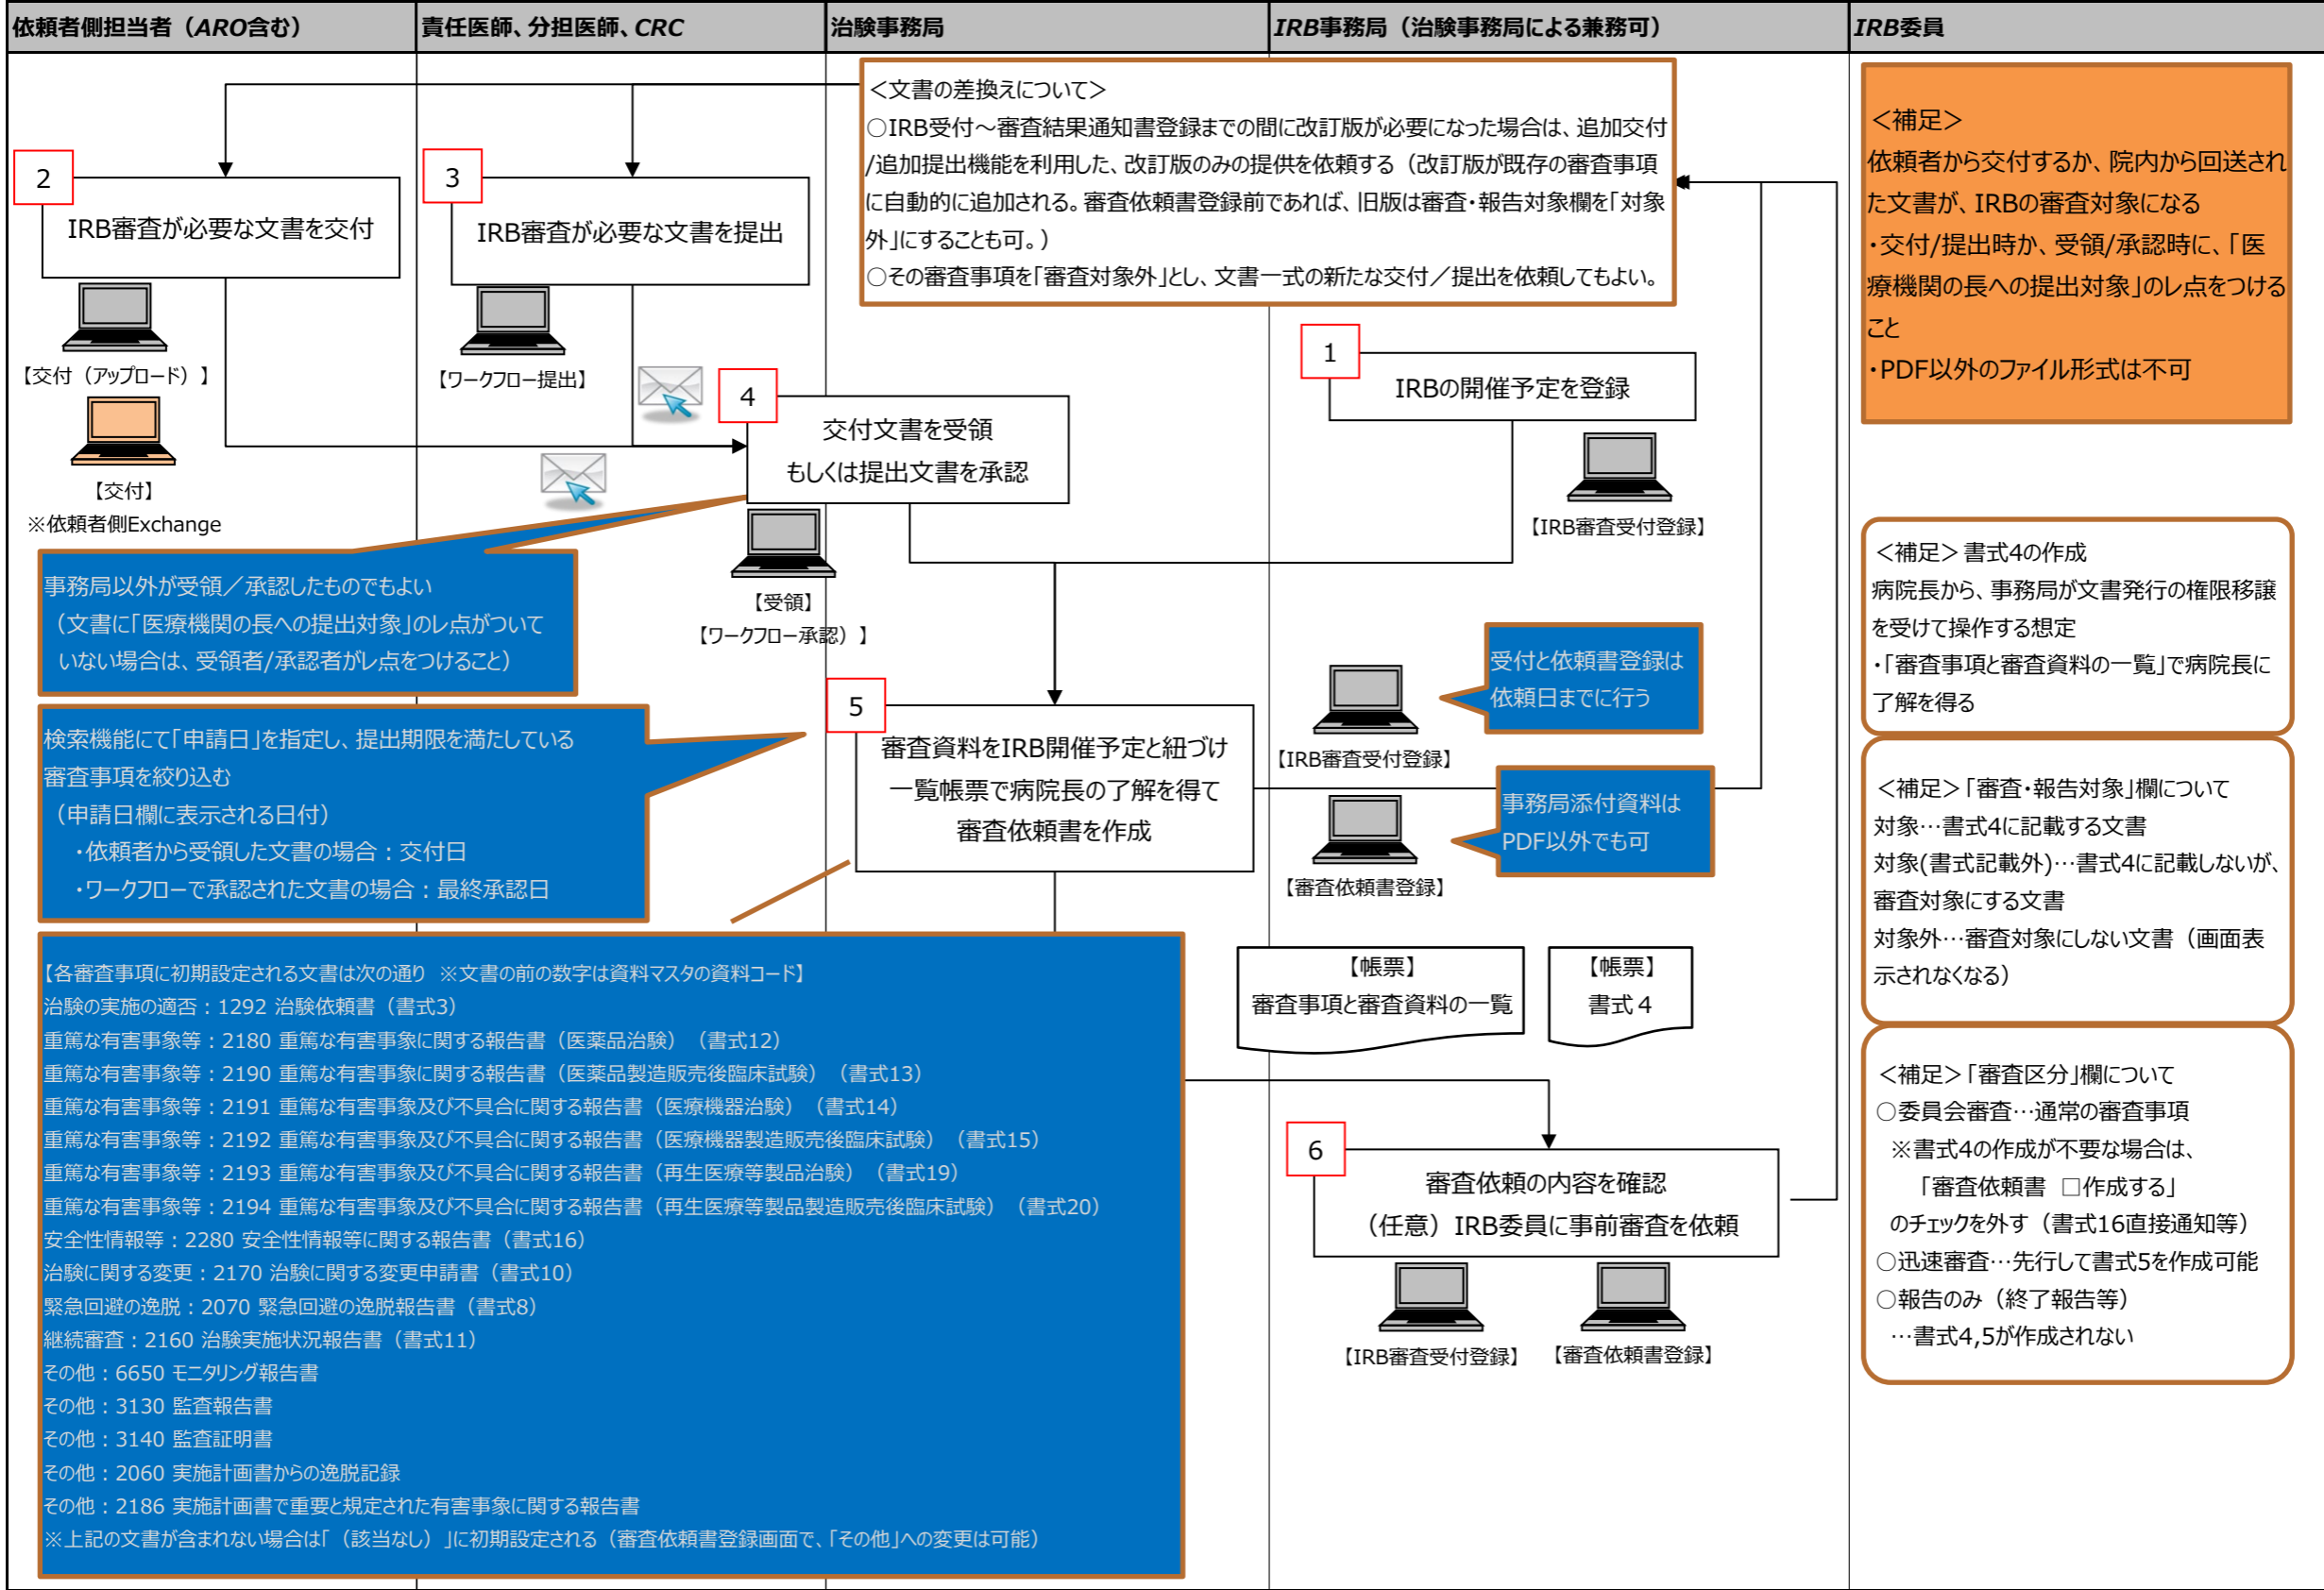 依頼者側担当者（ARO含む）
責任医師、分担医師、CRC
治験事務局
IRB事務局（治験事務局による兼務可）
IRB委員
＜文書の差換えについて＞
○IRB受付～審査結果通知書登録までの間に改訂版が必要になった場合は、追加交付
/追加提出機能を利用した、改訂版のみの提供を依頼する（改訂版が既存の審査事項
に自動的に追加される。審査依頼書登録前であれば、旧版は審査・報告対象欄を「対象
外」にすることも可。）
○その審査事項を「審査対象外」とし、文書一式の新たな交付／提出を依頼してもよい。
＜補足＞
依頼者から交付するか、院内から回送され
た文書が、IRBの審査対象になる
・交付/提出時か、受領/承認時に、「医
療機関の長への提出対象」のレ点をつける
こと
・PDF以外のファイル形式は不可
2
IRB審査が必要な文書を交付
【交付（アップロード）】
【交付】
※依頼者側Exchange
3
IRB審査が必要な文書を提出
【ワークフロー提出】
1
IRBの開催予定を登録
【IRB審査受付登録】
4
交付文書を受領
もしくは提出文書を承認
【受領】
【ワークフロー承認）】
事務局以外が受領／承認したものでもよい
（文書に「医療機関の長への提出対象」のレ点がついて
いない場合は、受領者/承認者がレ点をつけること）
＜補足＞書式4の作成
病院長から、事務局が文書発行の権限移譲
を受けて操作する想定
・「審査事項と審査資料の一覧」で病院長に
了解を得る
検索機能にて「申請日」を指定し、提出期限を満たしている
審査事項を絞り込む
（申請日欄に表示される日付）
・依頼者から受領した文書の場合：交付日
・ワークフローで承認された文書の場合：最終承認日
5
審査資料をIRB開催予定と紐づけ
一覧帳票で病院長の了解を得て
審査依頼書を作成
受付と依頼書登録は
依頼日までに行う
【IRB審査受付登録】
事務局添付資料は
PDF以外でも可
【審査依頼書登録】
＜補足＞「審査・報告対象」欄について
対象…書式4に記載する文書
対象(書式記載外)…書式4に記載しないが、
審査対象にする文書
対象外…審査対象にしない文書（画面表
示されなくなる）
【各審査事項に初期設定される文書は次の通り ※文書の前の数字は資料マスタの資料コード】
治験の実施の適否：1292 治験依頼書（書式3）
重篤な有害事象等：2180 重篤な有害事象に関する報告書（医薬品治験）（書式12）
重篤な有害事象等：2190 重篤な有害事象に関する報告書（医薬品製造販売後臨床試験）（書式13）
重篤な有害事象等：2191 重篤な有害事象及び不具合に関する報告書（医療機器治験）（書式14）
重篤な有害事象等：2192 重篤な有害事象及び不具合に関する報告書（医療機器製造販売後臨床試験）（書式15）
重篤な有害事象等：2193 重篤な有害事象及び不具合に関する報告書（再生医療等製品治験）（書式19）
重篤な有害事象等：2194 重篤な有害事象及び不具合に関する報告書（再生医療等製品製造販売後臨床試験）（書式20）
安全性情報等：2280 安全性情報等に関する報告書（書式16）
治験に関する変更：2170 治験に関する変更申請書（書式10）
緊急回避の逸脱：2070 緊急回避の逸脱報告書（書式8）
継続審査：2160 治験実施状況報告書（書式11）
その他：6650 モニタリング報告書
その他：3130 監査報告書
その他：3140 監査証明書
その他：2060 実施計画書からの逸脱記録
その他：2186 実施計画書で重要と規定された有害事象に関する報告書
※上記の文書が含まれない場合は「（該当なし）」に初期設定される（審査依頼書登録画面で、「その他」への変更は可能）
【帳票】
審査事項と審査資料の一覧
【帳票】
書式４
6
審査依頼の内容を確認
（任意）IRB委員に事前審査を依頼
【IRB審査受付登録】
【審査依頼書登録】
＜補足＞「審査区分」欄について
○委員会審査…通常の審査事項
※書式4の作成が不要な場合は、
「審査依頼書 □作成する」
のチェックを外す（書式16直接通知等）
○迅速審査…先行して書式5を作成可能
○報告のみ（終了報告等）
…書式4,5が作成されない